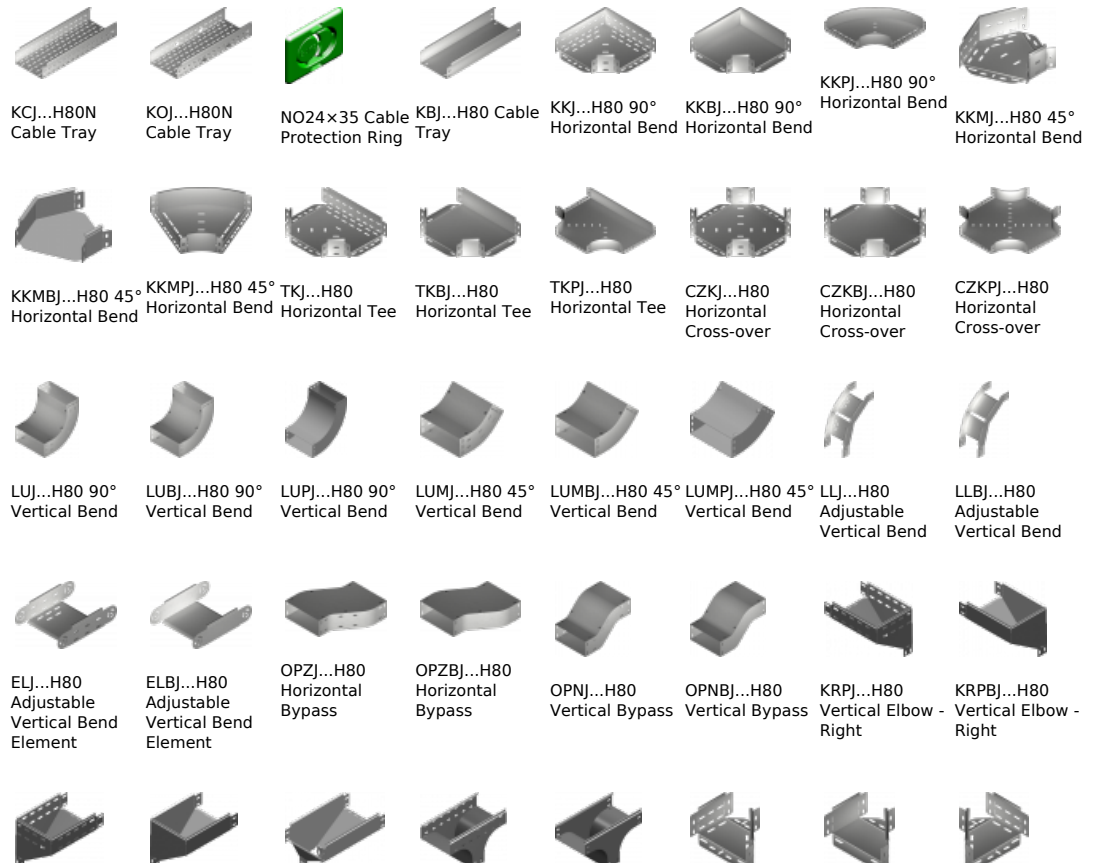 KCJ...H80N
Cable Tray
KOJ...H80N
Cable Tray
NO24×35 Cable
Protection Ring
KBJ...H80 Cable
Tray
KKJ...H80 90°
Horizontal Bend
KKBJ...H80 90°
Horizontal Bend
KKPJ...H80 90°
Horizontal Bend
KKMJ...H80 45°
Horizontal Bend
KKMBJ...H80 45°
Horizontal Bend
KKMPJ...H80 45°
Horizontal Bend
TKJ...H80
Horizontal Tee
TKBJ...H80
Horizontal Tee
TKPJ...H80
Horizontal Tee
CZKJ...H80
Horizontal
Cross-over
CZKBJ...H80
Horizontal
Cross-over
CZKPJ...H80
Horizontal
Cross-over
LUJ...H80 90°
Vertical Bend
LUBJ...H80 90°
Vertical Bend
LUPJ...H80 90°
Vertical Bend
LUMJ...H80 45°
Vertical Bend
LUMBJ...H80 45°
Vertical Bend
LUMPJ...H80 45°
Vertical Bend
LLJ...H80
Adjustable
Vertical Bend
LLBJ...H80
Adjustable
Vertical Bend
ELJ...H80
Adjustable
Vertical Bend
Element
ELBJ...H80
Adjustable
Vertical Bend
Element
OPZJ...H80
Horizontal
Bypass
OPZBJ...H80
Horizontal
Bypass
OPNJ...H80
Vertical Bypass
OPNBJ...H80
Vertical Bypass
KRPJ...H80
Vertical Elbow -
Right
KRPBJ...H80
Vertical Elbow -
Right